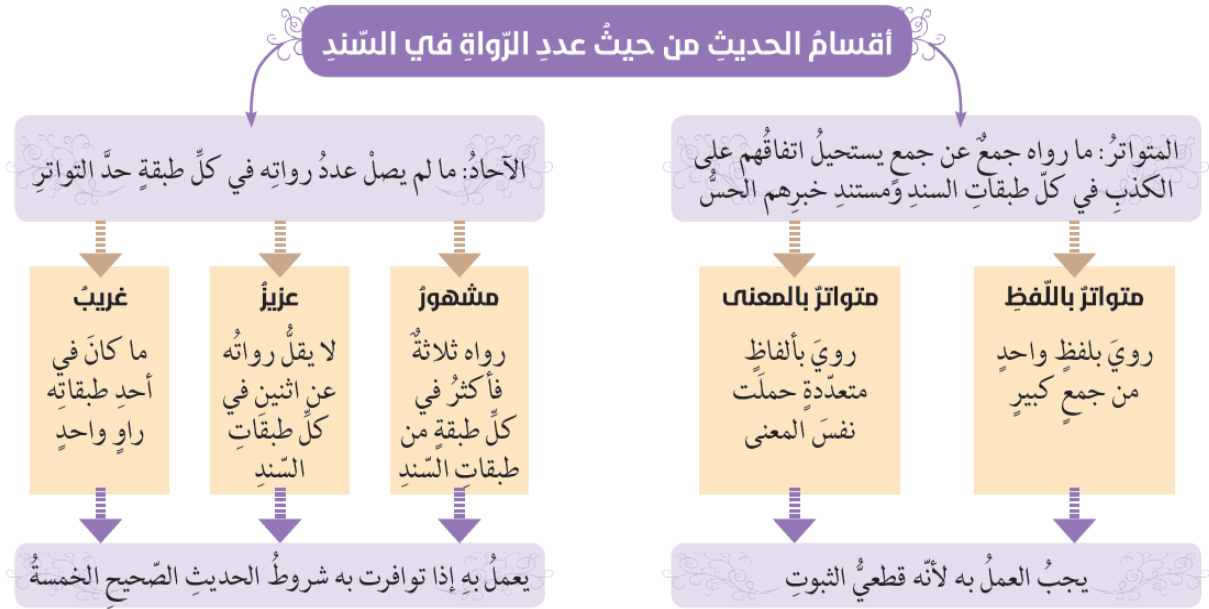 أقسامُ الحديثِ من حيثُ عددِ الرّواةِ في السّندِ
المتواترُ: ما رواه جمعٌ عن جمعٍ يستحيلُ اتفاقُهم على
الكذبِ في كلّ طبقاتِ السندِ ومستندِ خبرِهم الحسُّ
متواترٌ باللّفظِ
رويَ بلفظٍ واحدٍ
من جمعٍ كبيرٍ
متواترٌ بالمعنى
رويَ بألفاظٍ
متعدّدةٍ حملَت
نفسَ المعنى
يجبُ العملُ به لأنّه قطعيُّ الثبوتِ
الآحادُ: ما لم يصلْ عددُ رواتِه في كلِّ طبقةٍ حدَّ التواترِ
مشهورٌ
رواه ثلاثةٌ
فأكثرُ في
كلِّ طبقةٍ من
طبقاتِ السّندِ
عزيزٌ
لا يقلُّ رواتُه
عن اثنينِ في
كلِّ طبقَاتِ
السّندِ
غريبٌ
ما كانَ في
أحدِ طبقاتِه
راوٍ واحدٍ
يعملُ بهِ إذا توافرت به شروطُ الحديثِ الصّحيحِ الخمسةُ